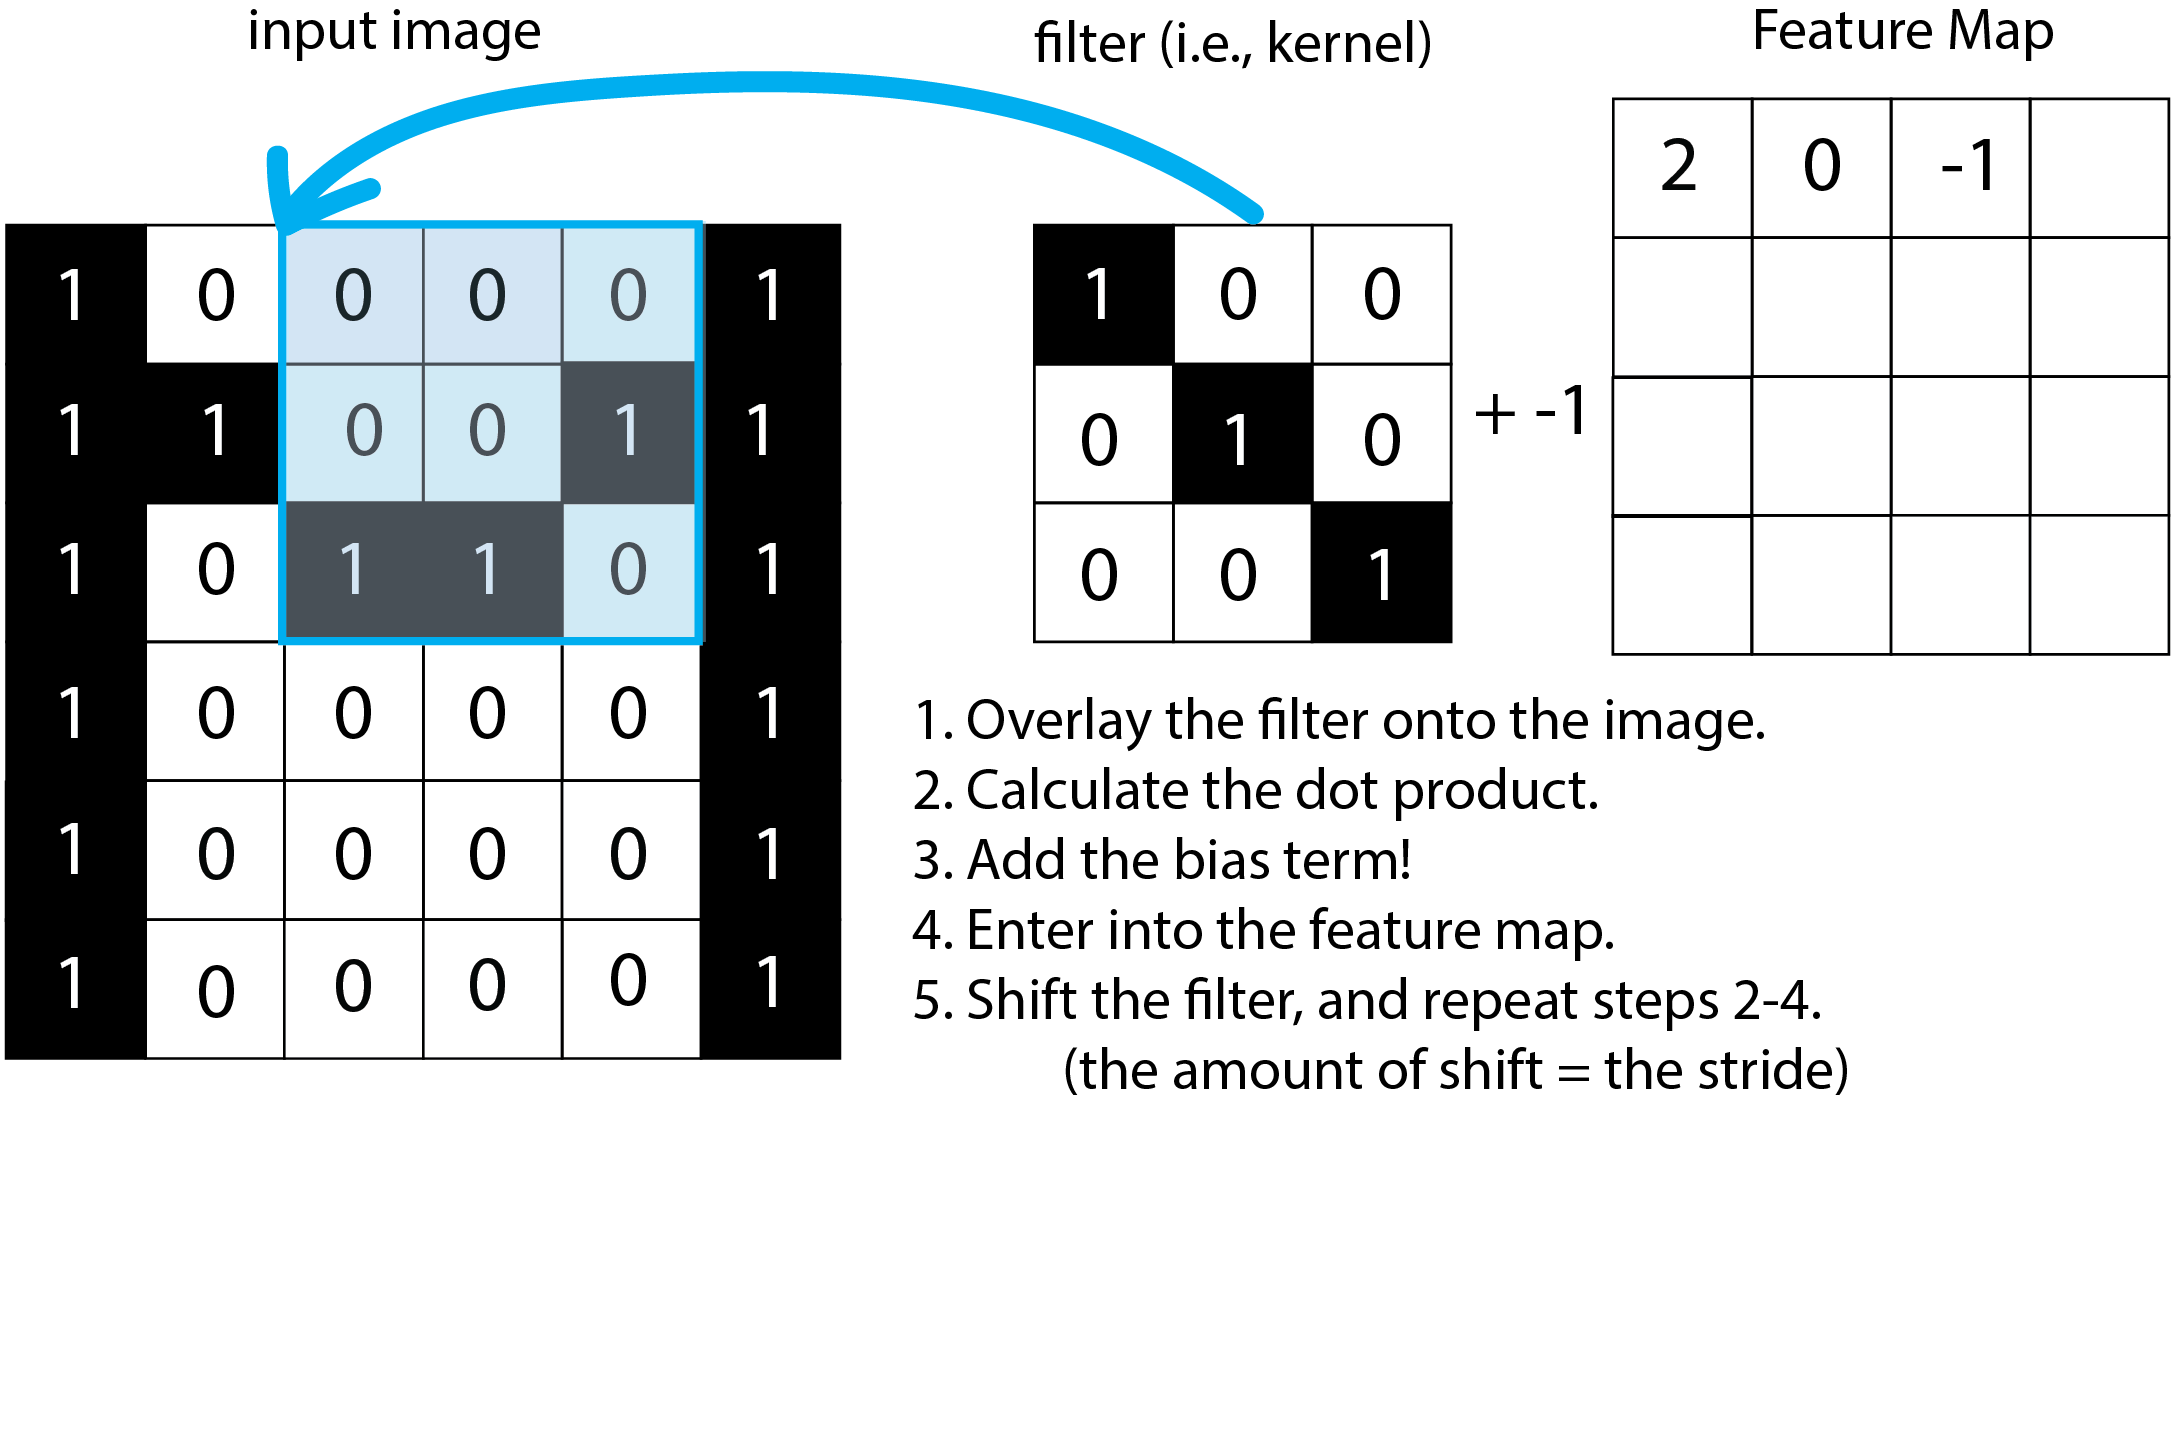 input image
filter (i.e., kernel)
Feature Map
1 0 0 0 0 1
1 1 0 0 1 1
1 0 1 1 0 1
1 0 0 0 0 1
1 0 0 0 0 1
1 0 0 0 0 1
1 0 0
0 1 0
0 0 1
+ -1
2 0 -1
1. Overlay the filter onto the image.
2. Calculate the dot product.
3. Add the bias term!
4. Enter into the feature map.
5. Shift the filter, and repeat steps 2-4.
(the amount of shift = the stride)